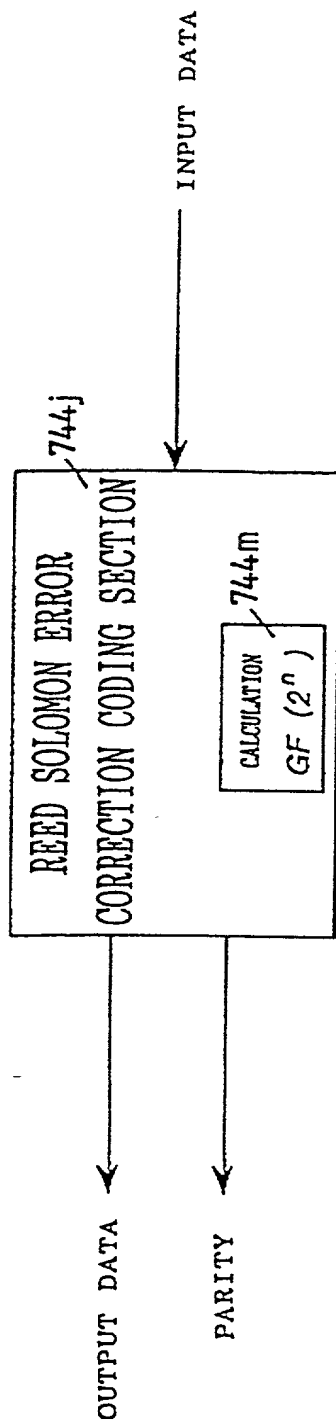 INPUT DATA
744j
REED SOLOMON ERROR
CORRECTION CODING SECTION
744m
CALCULATION
GF (2ⁿ)
OUTPUT DATA
PARITY